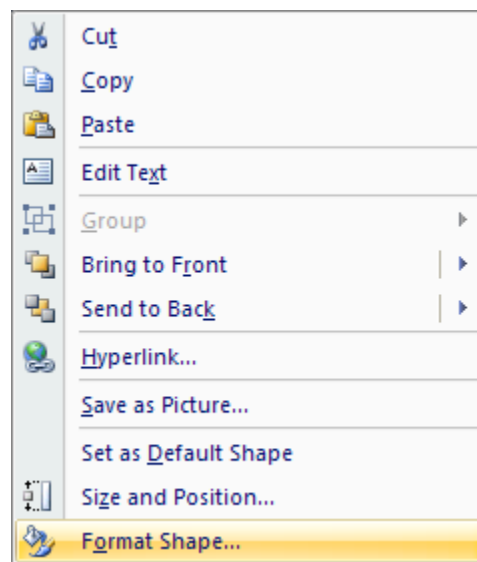 Cut
Copy
Paste
Edit Text
Group
Bring to Front
Send to Back
Hyperlink...
Save as Picture...
Set as Default Shape
Size and Position...
Format Shape...